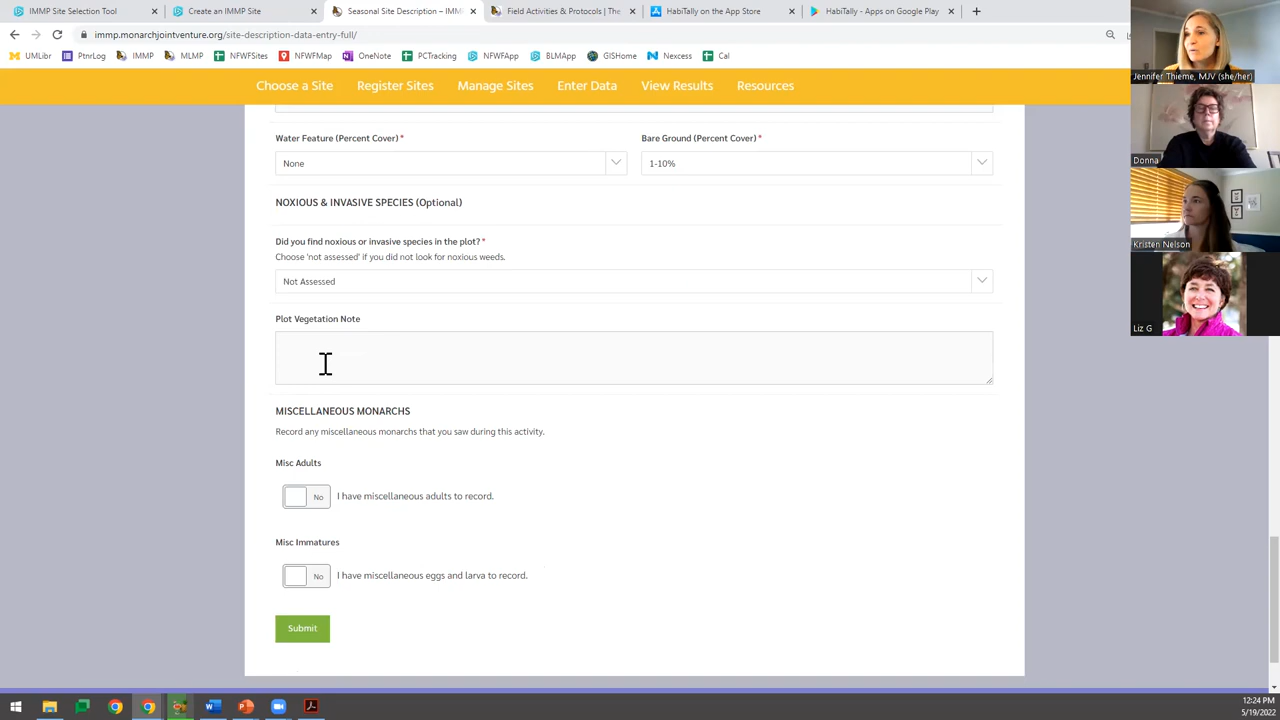 IMMP Site Selection Tool
Create an IMMP Site
Seasonal Site Description – IMM
Field Activities & Protocols | The
HabiTally on the App Store
HabiTally - Apps on Google Play
immp.monarchjointventure.org/site-description-data-entry-full/
UMLibr PtnrLog IMMP MLMP NFWFSites NFWFMap OneNote PCTracking NFWFApp BLMApp GISHome Nexcess Cal
Choose a Site Register Sites Manage Sites Enter Data View Results Resources
Water Feature (Percent Cover)* Bare Ground (Percent Cover)*
None 1-10%
NOXIOUS & INVASIVE SPECIES (Optional)
Did you find noxious or invasive species in the plot?*
Choose 'not assessed' if you did not look for noxious weeds.
Not Assessed
Plot Vegetation Note
MISCELLANEOUS MONARCHS
Record any miscellaneous monarchs that you saw during this activity.
Misc Adults
No I have miscellaneous adults to record.
Misc Immatures
No I have miscellaneous eggs and larva to record.
Submit
Jennifer Thieme, MJV (she/her)
Donna
Kristen Nelson
Liz G
12:24 PM
5/19/2022